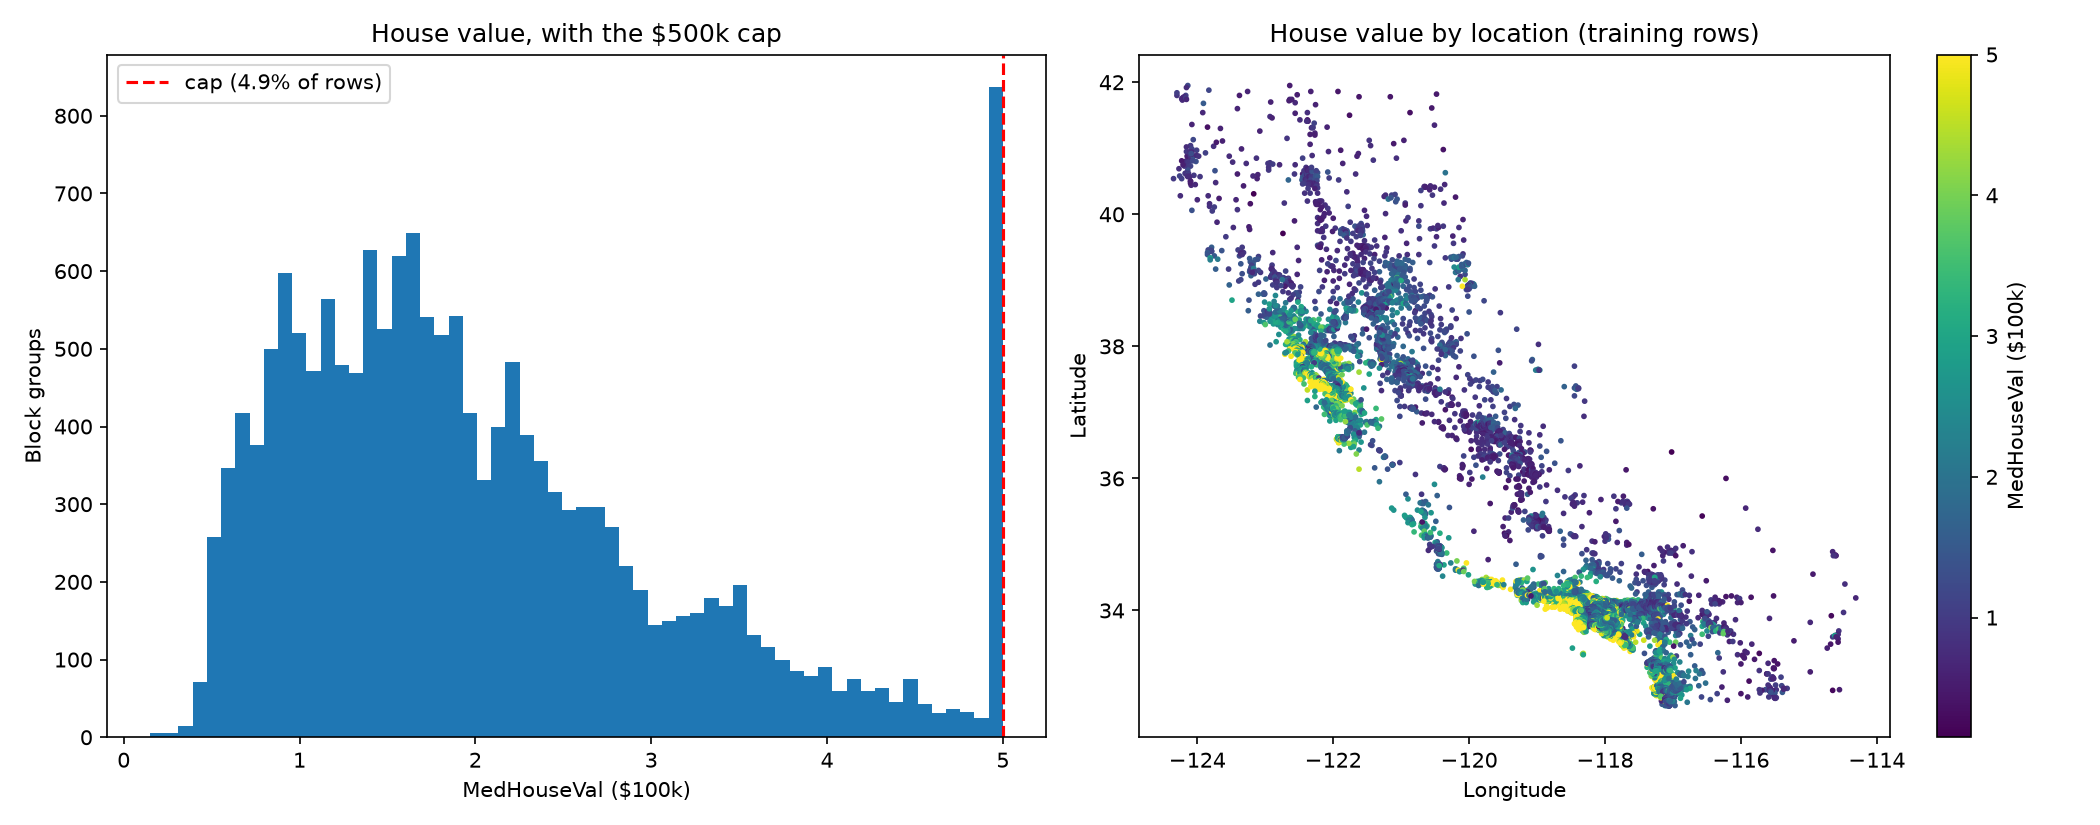 House value, with the $500k cap
cap (4.9% of rows)
Block groups
800
700
600
500
400
300
200
100
0
0 1 2 3 4 5
MedHouseVal ($100k)
House value by location (training rows)
Latitude
42
40
38
36
34
−124 −122 −120 −118 −116 −114
Longitude
5
4
3
2
1
MedHouseVal ($100k)